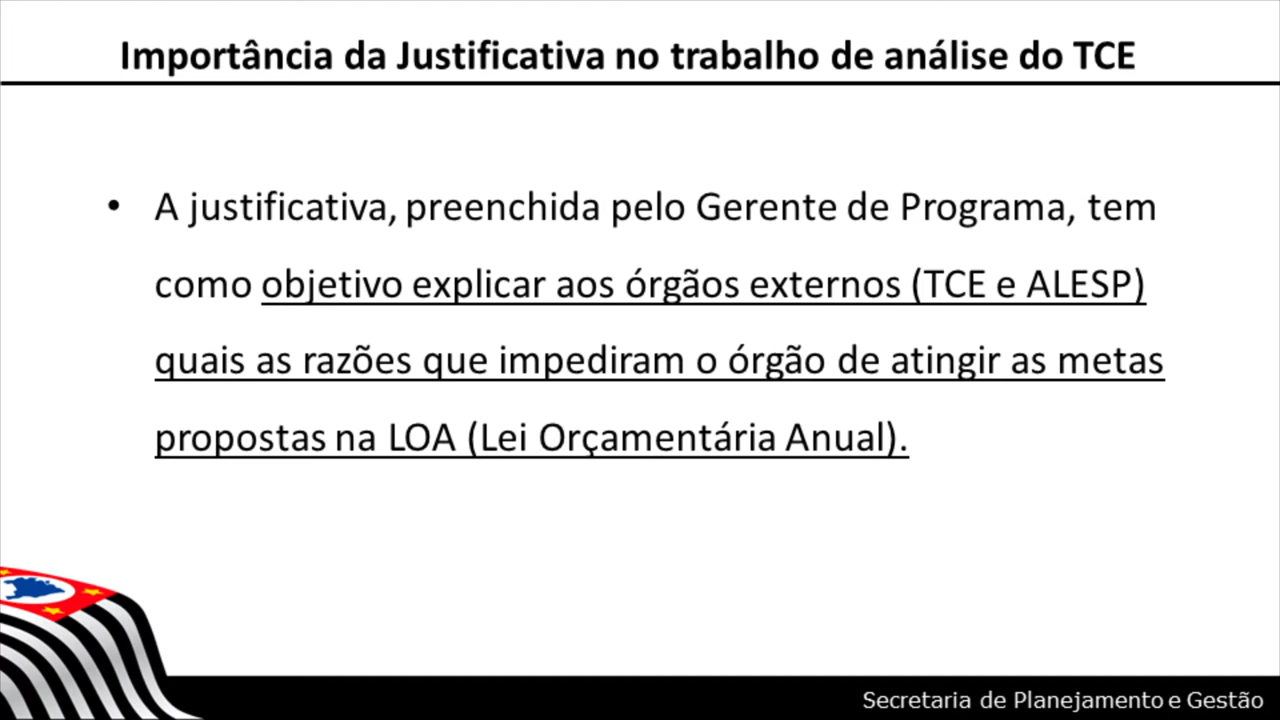 Importância da Justificativa no trabalho de análise do TCE
• A justificativa, preenchida pelo Gerente de Programa, tem
como objetivo explicar aos órgãos externos (TCE e ALESP)
quais as razões que impediram o órgão de atingir as metas
propostas na LOA (Lei Orçamentária Anual).
Secretaria de Planejamento e Gestão